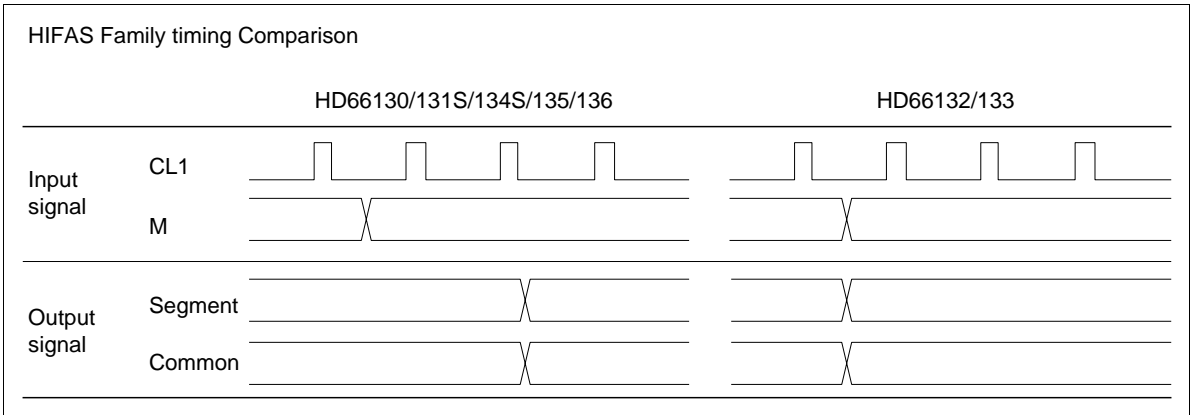 HIFAS Family timing Comparison
HD66130/131S/134S/135/136
HD66132/133
Input
signal
CL1
M
Output
signal
Segment
Common